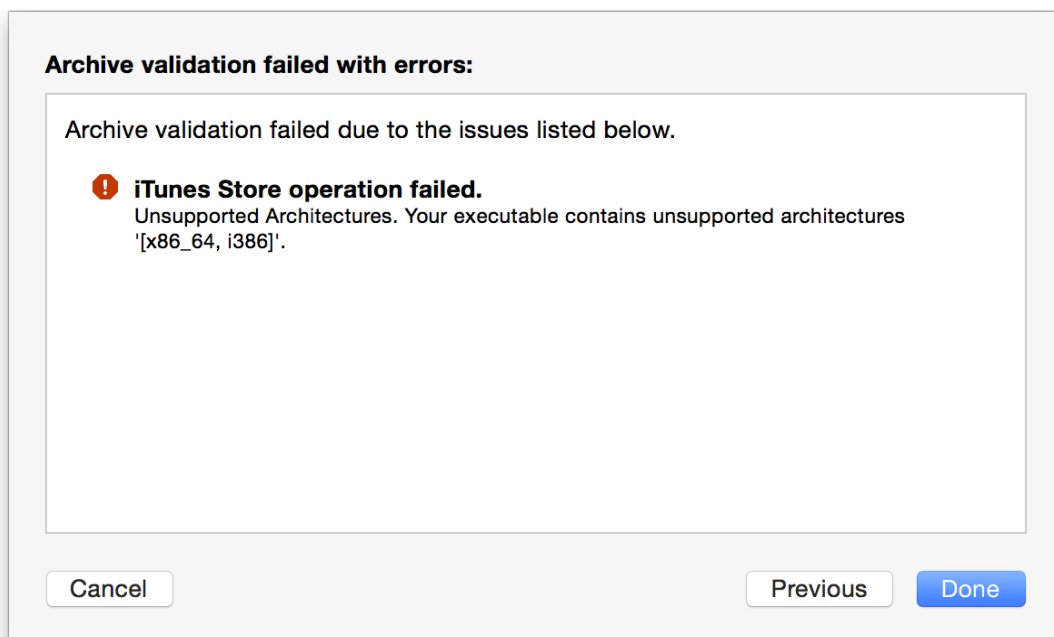 Archive validation failed with errors:
Archive validation failed due to the issues listed below.
iTunes Store operation failed.
Unsupported Architectures. Your executable contains unsupported architectures
'[x86_64, i386]'.
Cancel
Previous
Done